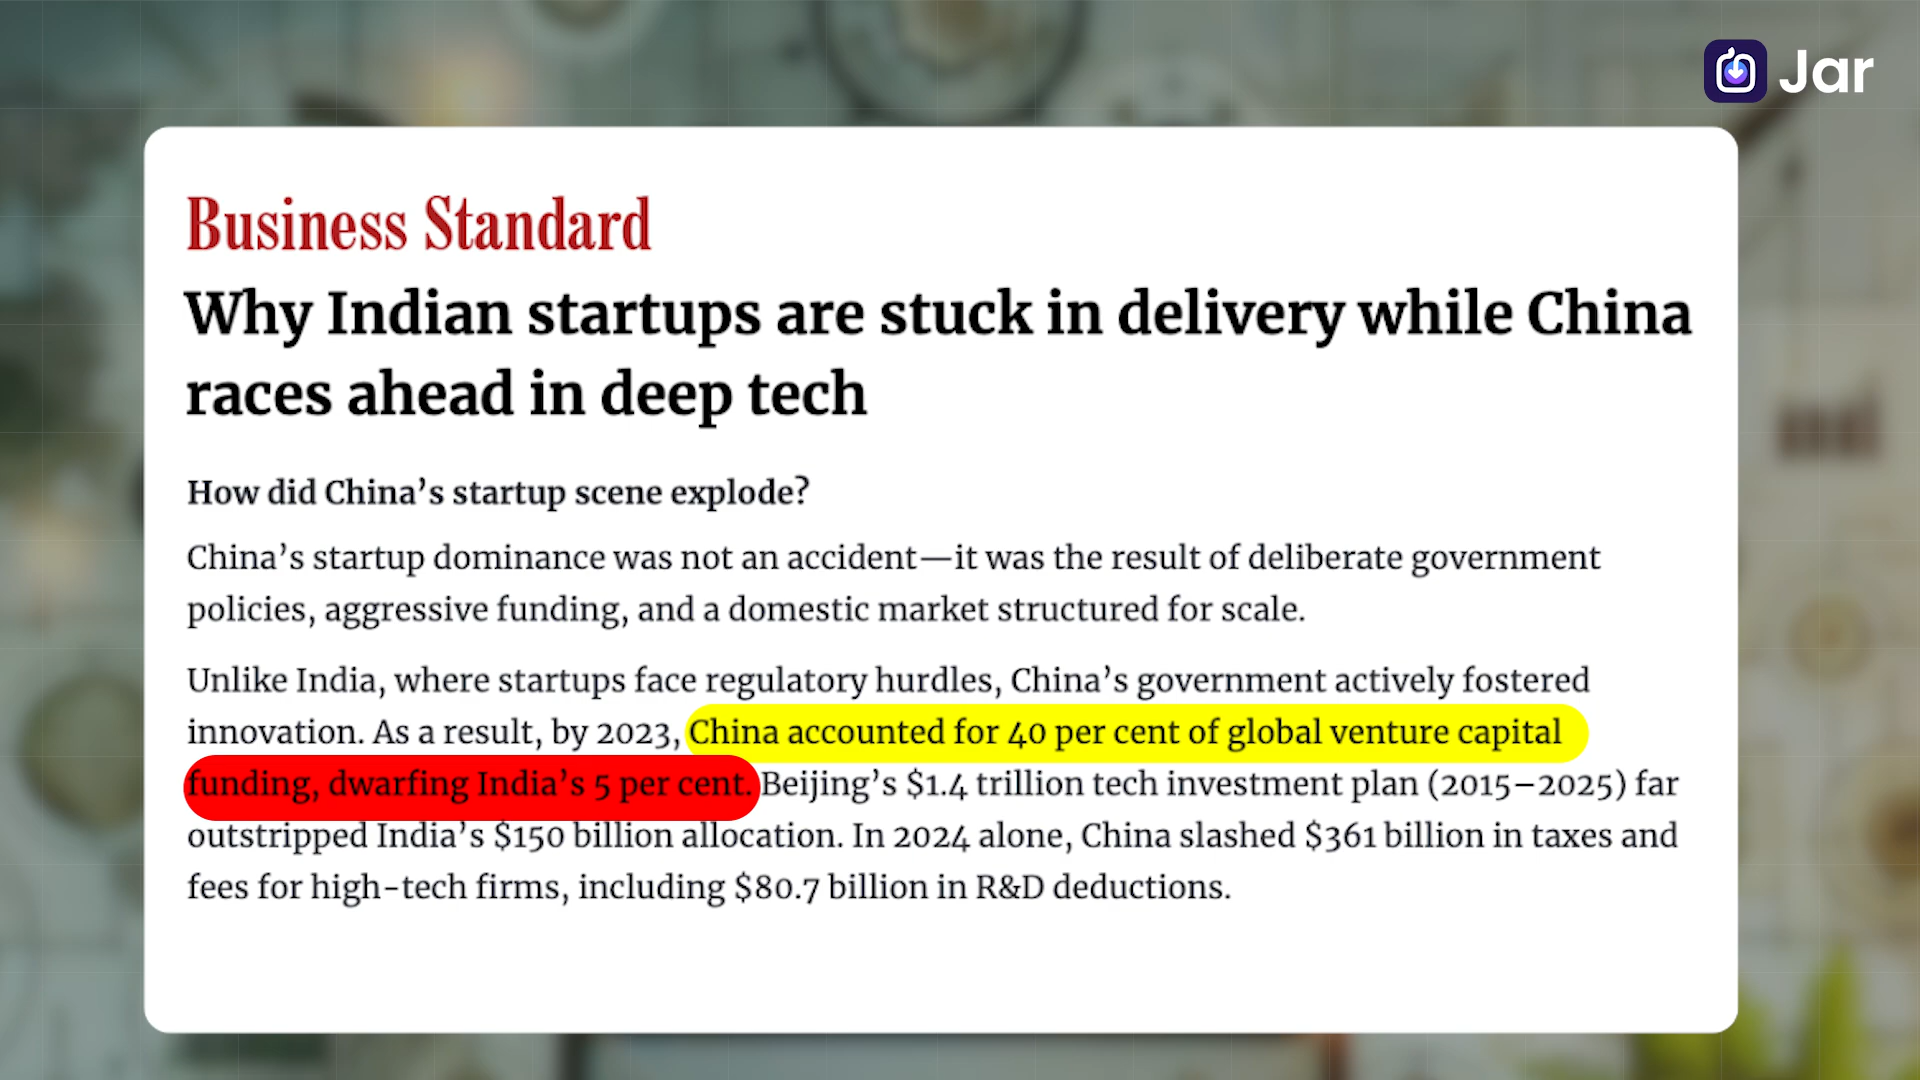 Jar
Business Standard
Why Indian startups are stuck in delivery while China
races ahead in deep tech
How did China’s startup scene explode?
China’s startup dominance was not an accident—it was the result of deliberate government
policies, aggressive funding, and a domestic market structured for scale.
Unlike India, where startups face regulatory hurdles, China’s government actively fostered
innovation. As a result, by 2023, China accounted for 40 per cent of global venture capital
funding, dwarfing India’s 5 per cent. Beijing’s $1.4 trillion tech investment plan (2015–2025) far
outstripped India’s $150 billion allocation. In 2024 alone, China slashed $361 billion in taxes and
fees for high-tech firms, including $80.7 billion in R&D deductions.